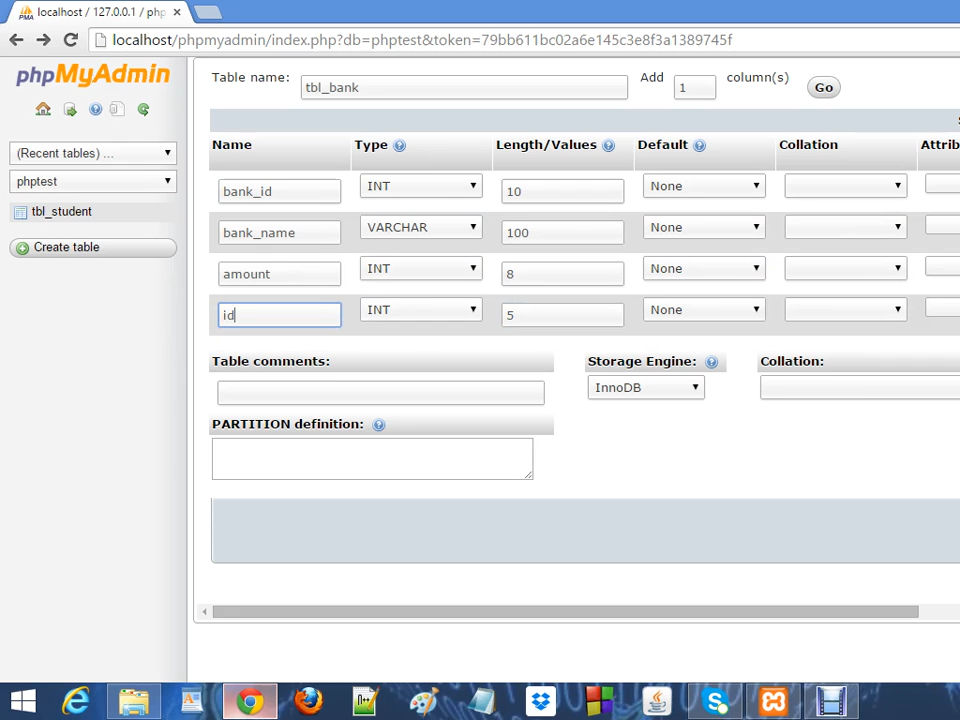 localhost / 127.0.0.1 / php
localhost/phpmyadmin/index.php?db=phptest&token=79bb611bc02a6e145c3e8f3a1389745f
phpMyAdmin
(Recent tables) ...
phptest
tbl_student
Create table
Table name: tbl_bank Add 1 column(s) Go
Name Type Length/Values Default Collation Attrib
bank_id INT 10 None
bank_name VARCHAR 100 None
amount INT 8 None
id INT 5 None
Table comments: Storage Engine: Collation:
InnoDB
PARTITION definition: